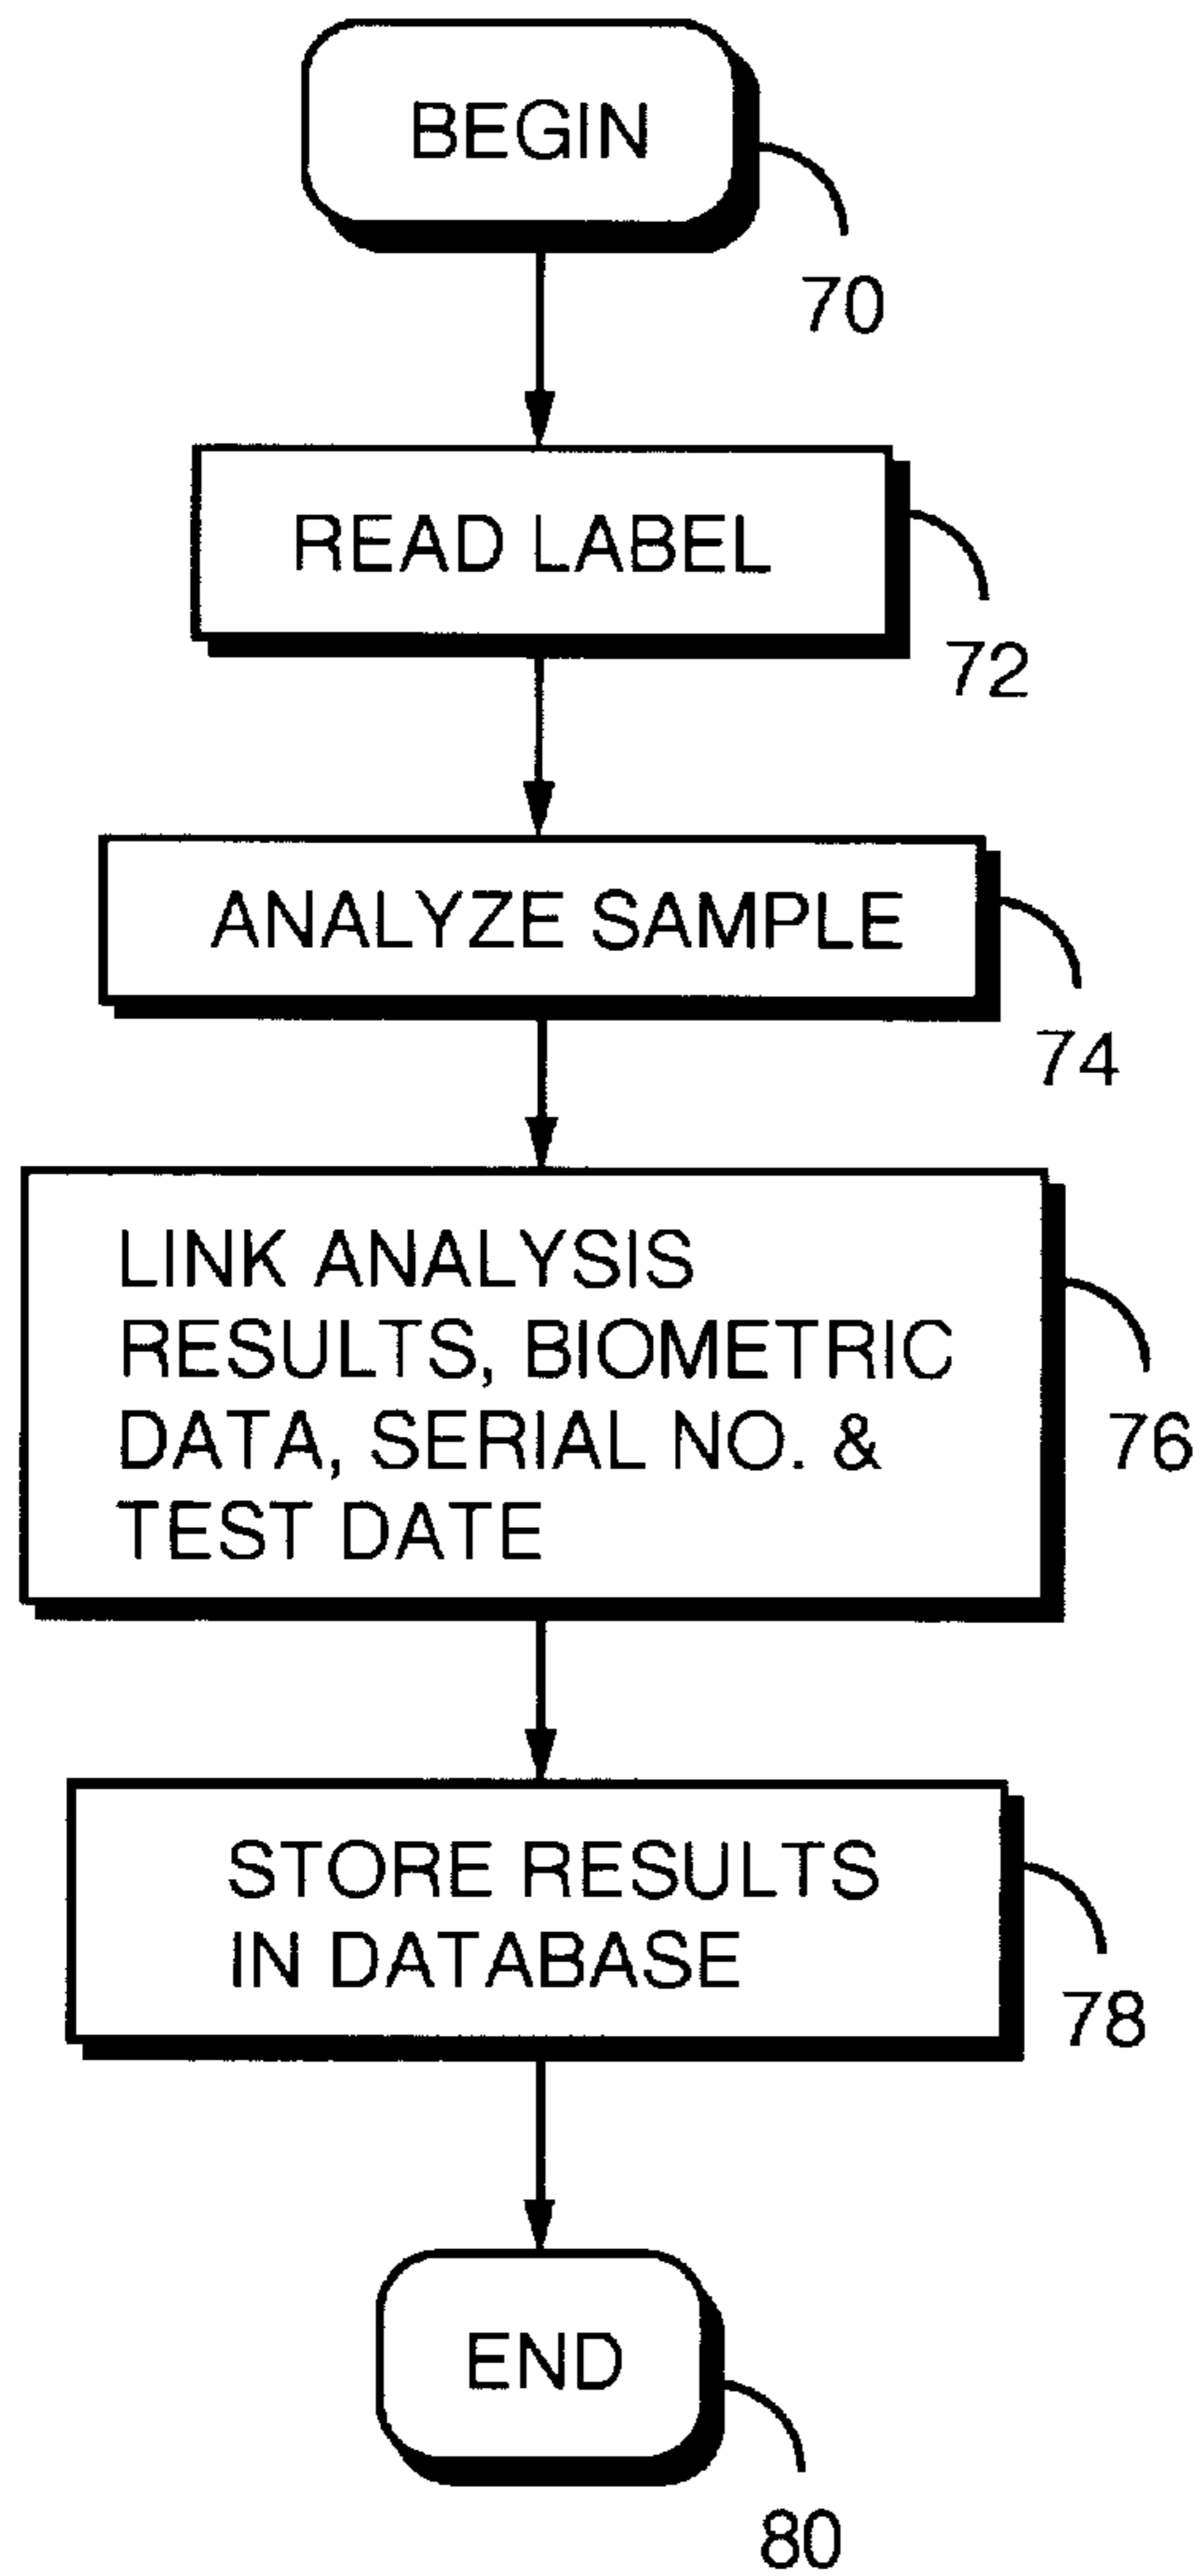 BEGIN
70
READ LABEL
72
ANALYZE SAMPLE
74
LINK ANALYSIS
RESULTS, BIOMETRIC
DATA, SERIAL NO. &
TEST DATE
76
STORE RESULTS
IN DATABASE
78
END
80